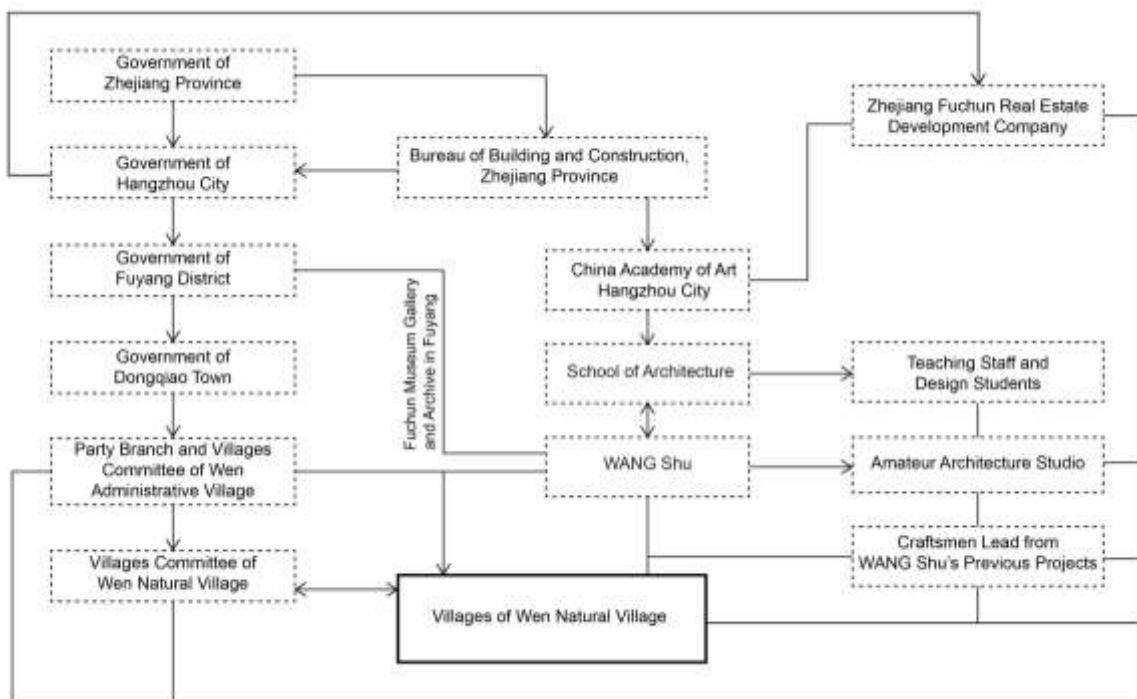 Government of
Zhejiang Province
Zhejiang Fuchun Real Estate
Development Company
Government of
Hangzhou City
Bureau of Building and Construction,
Zhejiang Province
Government of
Fuyang District
China Academy of Art
Hangzhou City
Fuchun Museum Gallery
and Archive in Fuyang
Government of
Dongqiao Town
School of Architecture
Teaching Staff and
Design Students
Party Branch and Villages
Committee of Wen
Administrative Village
WANG Shu
Amateur Architecture Studio
Villages Committee of
Wen Natural Village
Craftsmen Lead from
WANG Shu's Previous Projects
Villages of Wen Natural Village